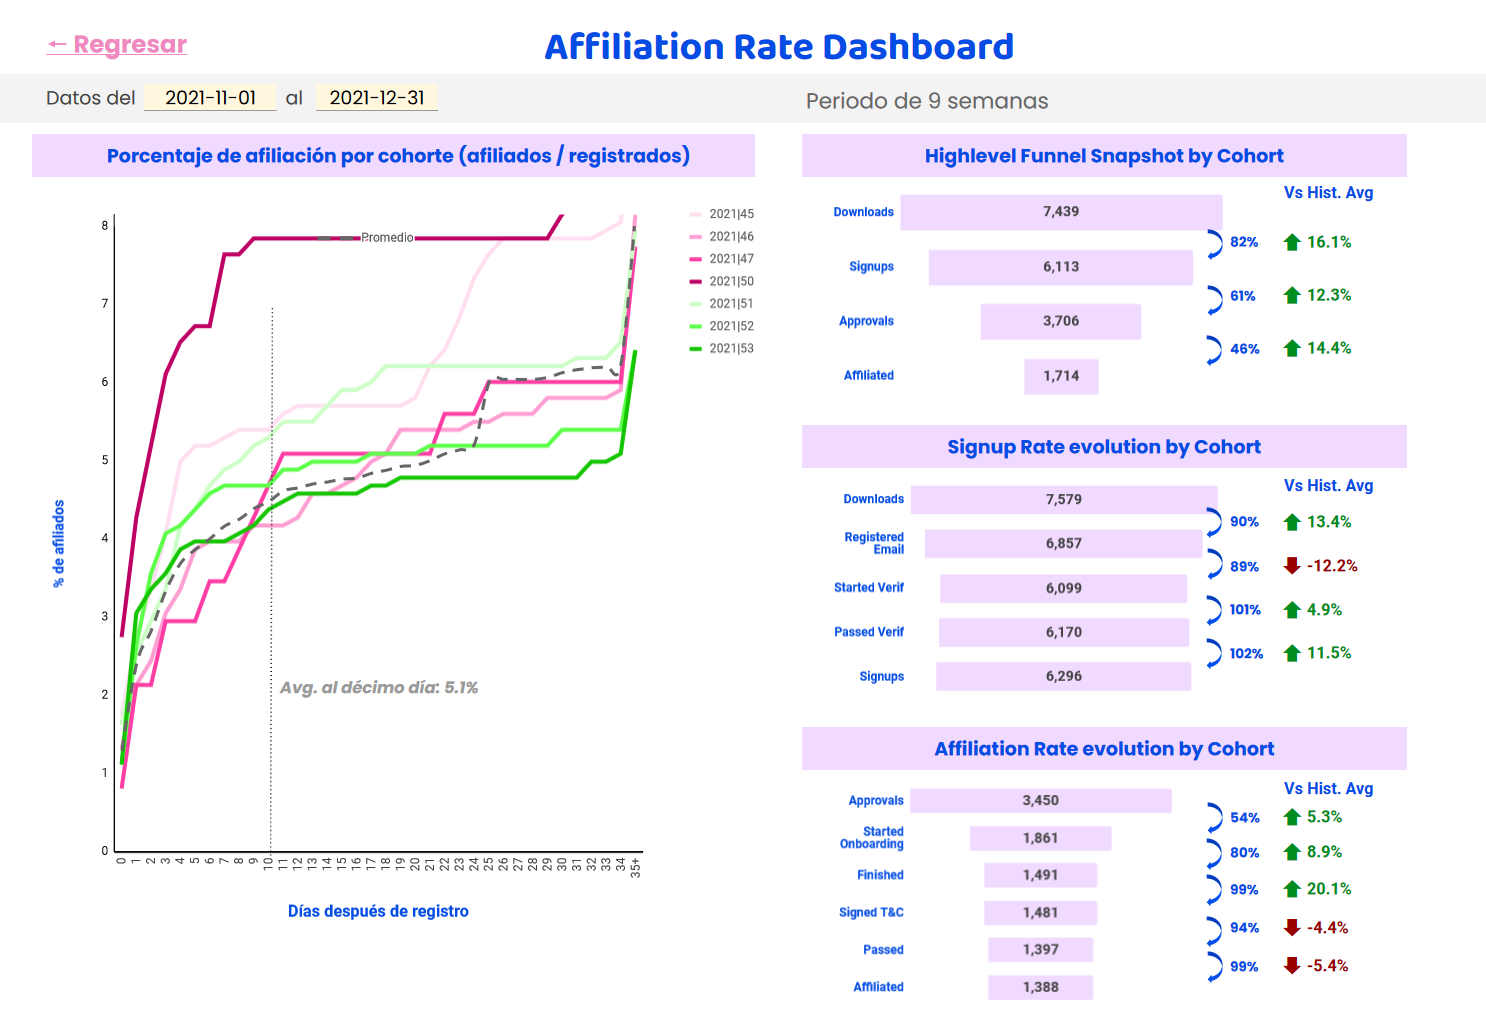 ← Regresar
Affiliation Rate Dashboard
Datos del 2021-11-01 al 2021-12-31
Periodo de 9 semanas
Porcentaje de afiliación por cohorte (afiliados / registrados)
8
7
6
5
4
3
2
1
0
% de afiliados
Promedio
Avg. al décimo día: 5.1%
0 1 2 3 4 5 6 7 8 9 10 11 12 13 14 15 16 17 18 19 20 21 22 23 24 25 26 27 28 29 30 31 32 33 34 35+
Días después de registro
2021|45
2021|46
2021|47
2021|50
2021|51
2021|52
2021|53
Highlevel Funnel Snapshot by Cohort
Vs Hist. Avg
Downloads 7,439
82% 16.1%
Signups 6,113
61% 12.3%
Approvals 3,706
46% 14.4%
Affiliated 1,714
Signup Rate evolution by Cohort
Vs Hist. Avg
Downloads 7,579
90% 13.4%
Registered
Email 6,857
89% -12.2%
Started Verif 6,099
101% 4.9%
Passed Verif 6,170
102% 11.5%
Signups 6,296
Affiliation Rate evolution by Cohort
Vs Hist. Avg
Approvals 3,450
54% 5.3%
Started
Onboarding 1,861
80% 8.9%
Finished 1,491
99% 20.1%
Signed T&C 1,481
94% -4.4%
Passed 1,397
99% -5.4%
Affiliated 1,388